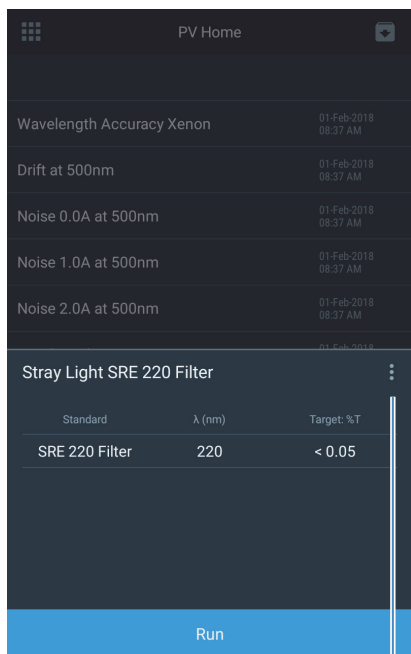 PV Home
Wavelength Accuracy Xenon
01-Feb-2018
08:37 AM
Drift at 500nm
01-Feb-2018
08:37 AM
Noise 0.0A at 500nm
01-Feb-2018
08:37 AM
Noise 1.0A at 500nm
01-Feb-2018
08:37 AM
Noise 2.0A at 500nm
01-Feb-2018
08:37 AM
01-Feb-2018
Stray Light SRE 220 Filter
Standard λ (nm) Target: %T
SRE 220 Filter 220 < 0.05
Run